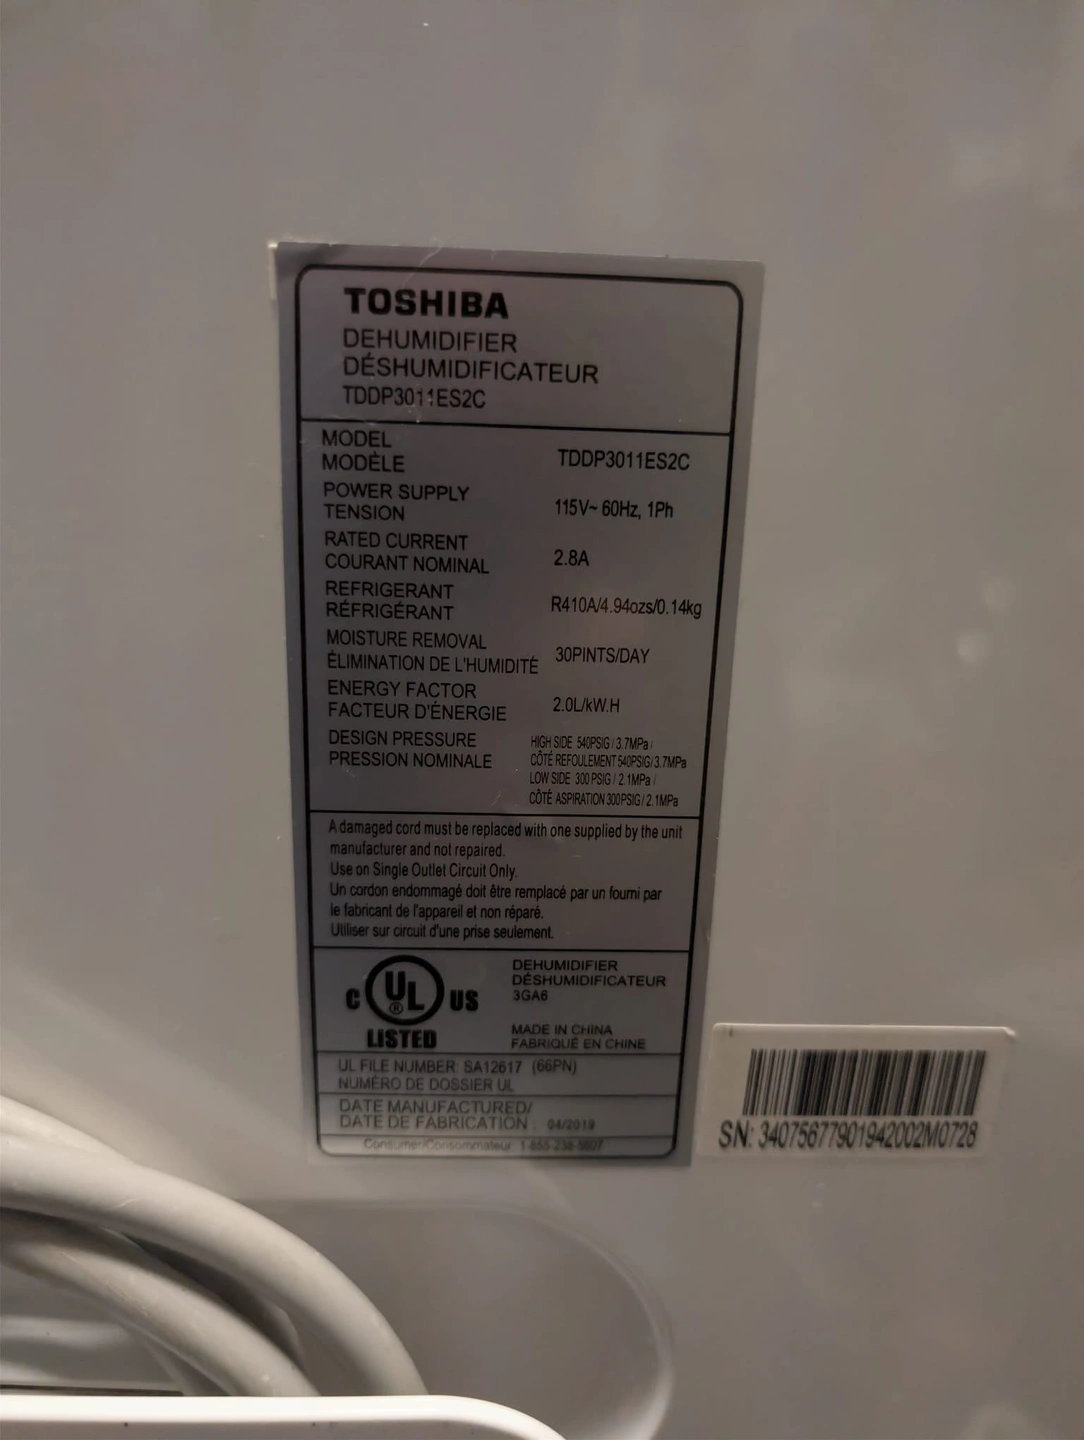 TOSHIBA
DEHUMIDIFIER
DÉSHUMIDIFICATEUR
TDDP3011ES2C
MODEL
MODÈLE
TDDP3011ES2C
POWER SUPPLY
TENSION
115V~ 60Hz, 1Ph
RATED CURRENT
COURANT NOMINAL
2.8A
REFRIGERANT
RÉFRIGÉRANT
R410A/4.94ozs/0.14kg
MOISTURE REMOVAL
ÉLIMINATION DE L'HUMIDITÉ
30PINTS/DAY
ENERGY FACTOR
FACTEUR D'ÉNERGIE
2.0L/kW.H
DESIGN PRESSURE
PRESSION NOMINALE
HIGH SIDE 540PSIG / 3.7MPa /
CÔTÉ REFOULEMENT 540PSIG/ 3.7MPa
LOW SIDE 300 PSIG / 2.1MPa /
CÔTÉ ASPIRATION 300PSIG / 2.1MPa
A damaged cord must be replaced with one supplied by the unit
manufacturer and not repaired.
Use on Single Outlet Circuit Only.
Un cordon endommagé doit être remplacé par un fourni par
le fabricant de l'appareil et non réparé.
Utiliser sur circuit d'une prise seulement.
C UL ® US
LISTED
DEHUMIDIFIER
DÉSHUMIDIFICATEUR
3GA6
MADE IN CHINA
FABRIQUÉ EN CHINE
UL FILE NUMBER: SA12617 (66PN)
NUMÉRO DE DOSSIER UL
DATE MANUFACTURED/
DATE DE FABRICATION : 04/2019
Consumer/Consommateur 1-855-238-5607
SN: 34075677901942002M0728